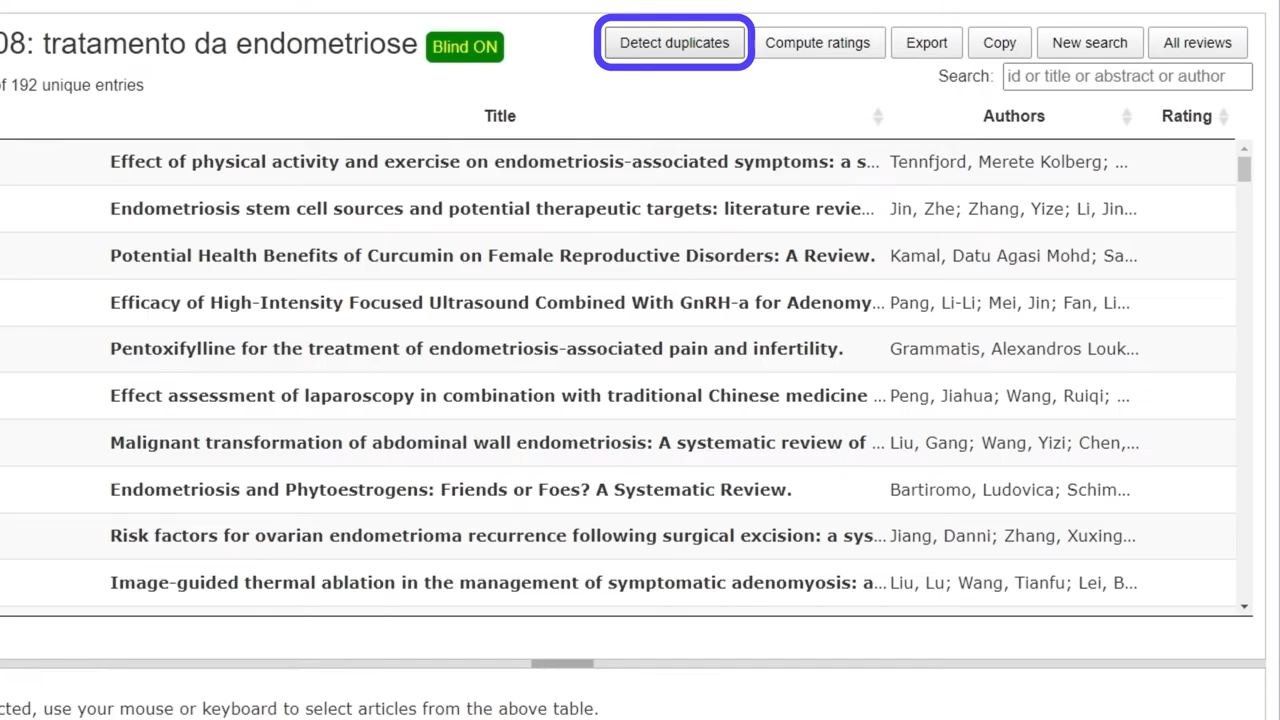 08: tratamento da endometriose Blind ON Detect duplicates Compute ratings Export Copy New search All reviews
of 192 unique entries Search: id or title or abstract or author
Title Authors Rating
Effect of physical activity and exercise on endometriosis-associated symptoms: a s... Tennfjord, Merete Kolberg; ...
Endometriosis stem cell sources and potential therapeutic targets: literature revie... Jin, Zhe; Zhang, Yize; Li, Jin...
Potential Health Benefits of Curcumin on Female Reproductive Disorders: A Review. Kamal, Datu Agasi Mohd; Sa...
Efficacy of High-Intensity Focused Ultrasound Combined With GnRH-a for Adenomy... Pang, Li-Li; Mei, Jin; Fan, Li...
Pentoxifylline for the treatment of endometriosis-associated pain and infertility. Grammatis, Alexandros Louk...
Effect assessment of laparoscopy in combination with traditional Chinese medicine ... Peng, Jiahua; Wang, Ruiqi; ...
Malignant transformation of abdominal wall endometriosis: A systematic review of ... Liu, Gang; Wang, Yizi; Chen,...
Endometriosis and Phytoestrogens: Friends or Foes? A Systematic Review. Bartiromo, Ludovica; Schim...
Risk factors for ovarian endometrioma recurrence following surgical excision: a sys... Jiang, Danni; Zhang, Xuxing...
Image-guided thermal ablation in the management of symptomatic adenomyosis: a... Liu, Lu; Wang, Tianfu; Lei, B...
cted, use your mouse or keyboard to select articles from the above table.